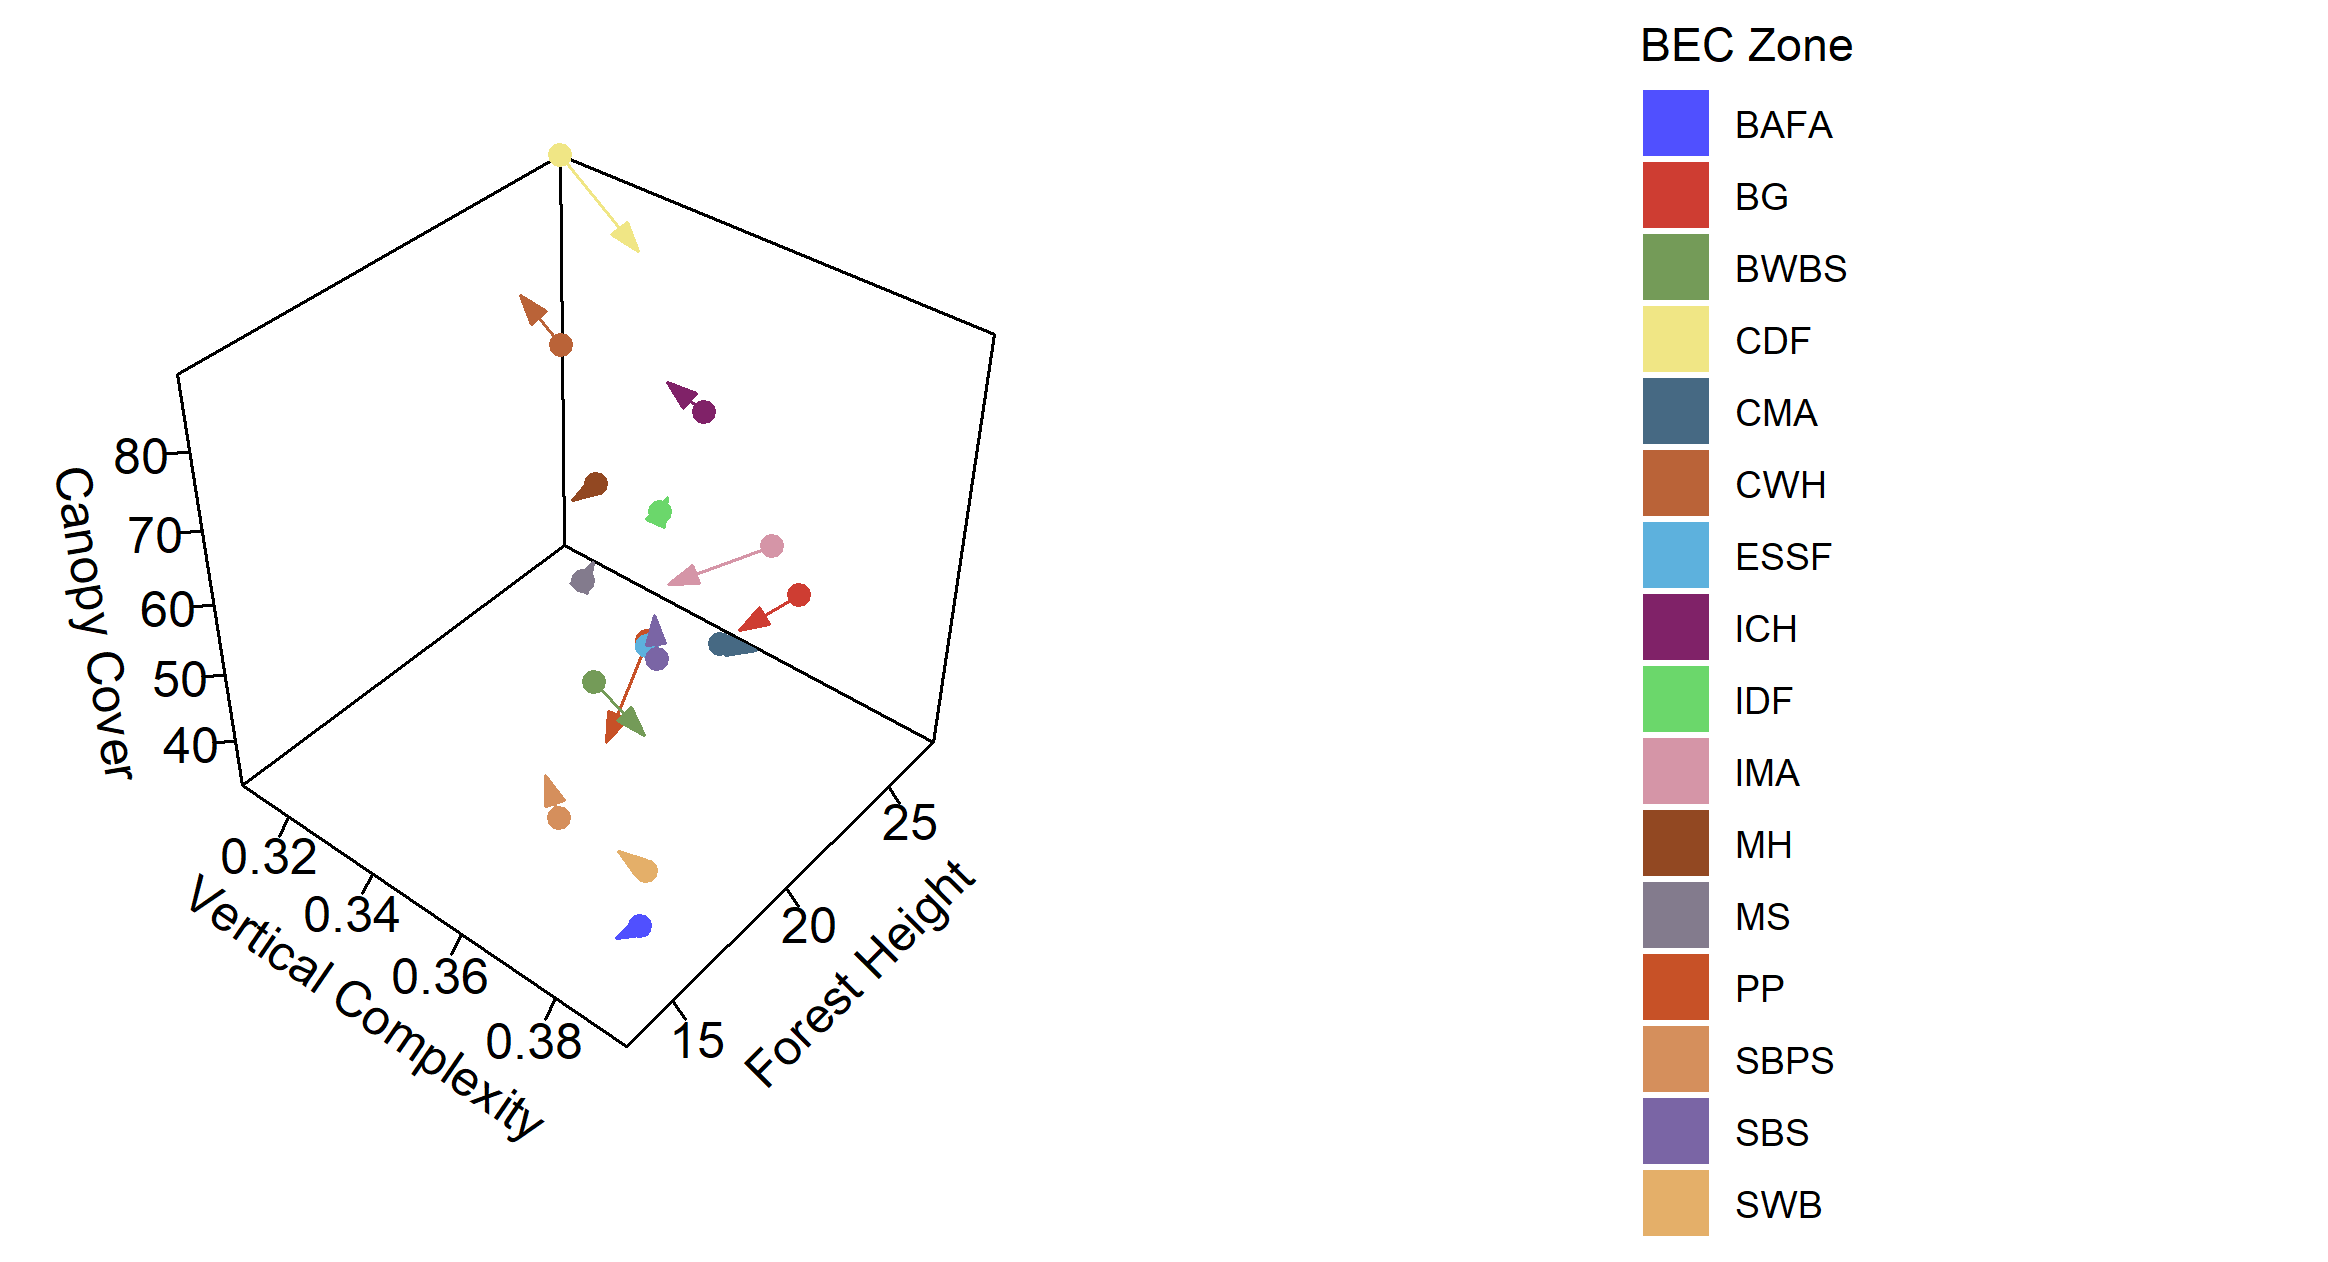 BEC Zone
BAFA
BG
BWBS
CDF
CMA
CWH
ESSF
ICH
IDF
IMA
MH
MS
PP
SBPS
SBS
SWB
Canopy Cover
80
70
60
50
40
Vertical Complexity
0.32
0.34
0.36
0.38
Forest Height
15
20
25